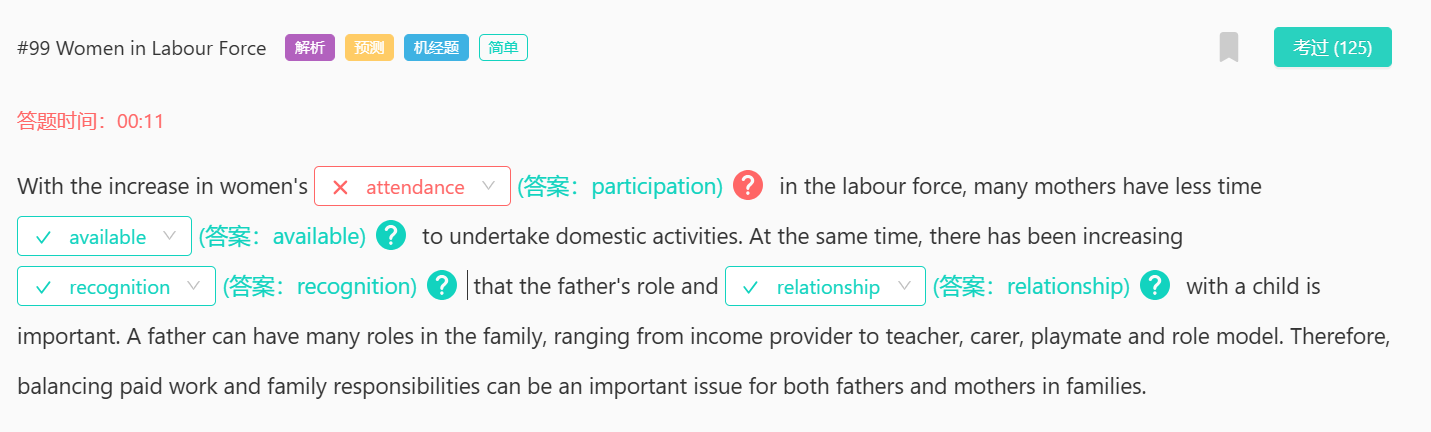 #99 Women in Labour Force 解析 预测 机经题 简单 考过 (125)
答题时间：00:11
With the increase in women's × attendance (答案：participation) ? in the labour force, many mothers have less time
✓ available (答案：available) ? to undertake domestic activities. At the same time, there has been increasing
✓ recognition (答案：recognition) ? that the father's role and ✓ relationship (答案：relationship) ? with a child is
important. A father can have many roles in the family, ranging from income provider to teacher, carer, playmate and role model. Therefore,
balancing paid work and family responsibilities can be an important issue for both fathers and mothers in families.